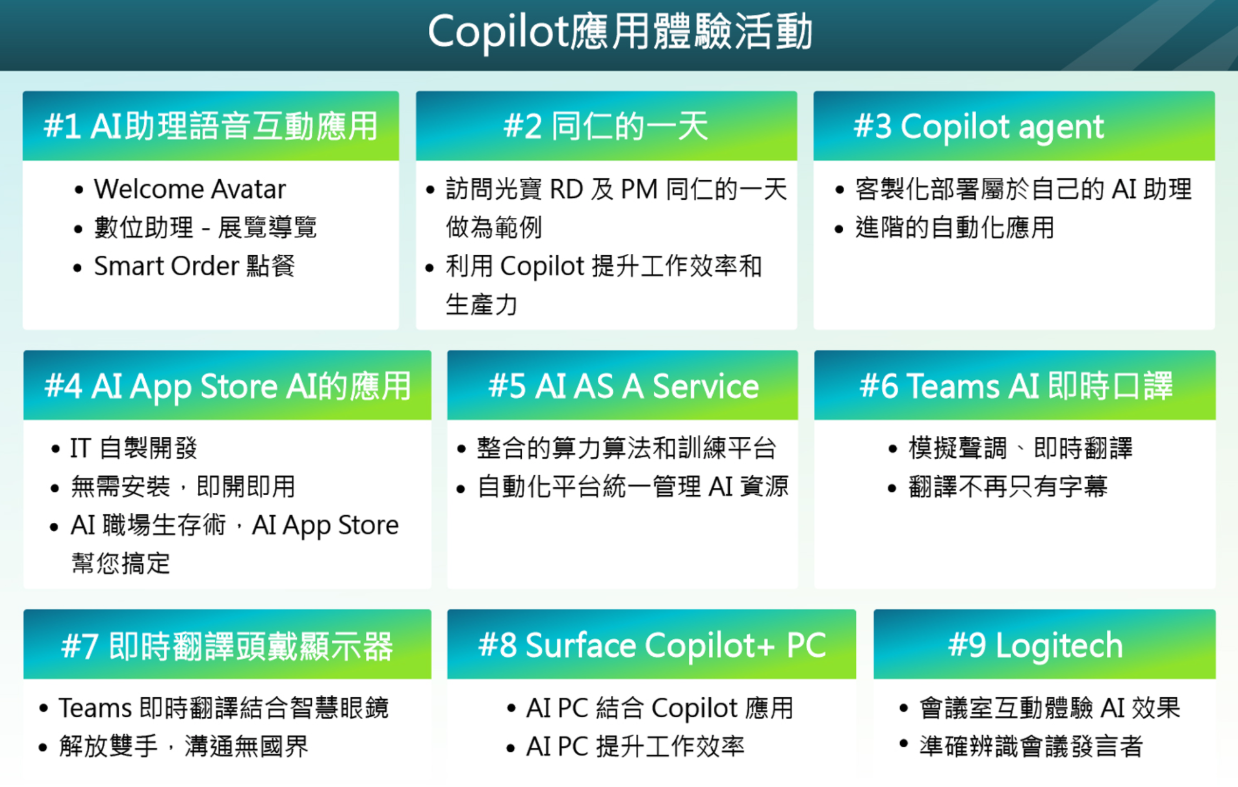 Copilot應用體驗活動
#1 AI助理語音互動應用
• Welcome Avatar
• 數位助理 - 展覽導覽
• Smart Order 點餐
#2 同仁的一天
• 訪問光寶 RD 及 PM 同仁的一天
做為範例
• 利用 Copilot 提升工作效率和
生產力
#3 Copilot agent
• 客製化部署屬於自己的 AI 助理
• 進階的自動化應用
#4 AI App Store AI的應用
• IT 自製開發
• 無需安裝，即開即用
• AI 職場生存術，AI App Store
幫您搞定
#5 AI AS A Service
• 整合的算力算法和訓練平台
• 自動化平台統一管理 AI 資源
#6 Teams AI 即時口譯
• 模擬聲調、即時翻譯
• 翻譯不再只有字幕
#7 即時翻譯頭戴顯示器
• Teams 即時翻譯結合智慧眼鏡
• 解放雙手，溝通無國界
#8 Surface Copilot+ PC
• AI PC 結合 Copilot 應用
• AI PC 提升工作效率
#9 Logitech
• 會議室互動體驗 AI 效果
• 準確辨識會議發言者